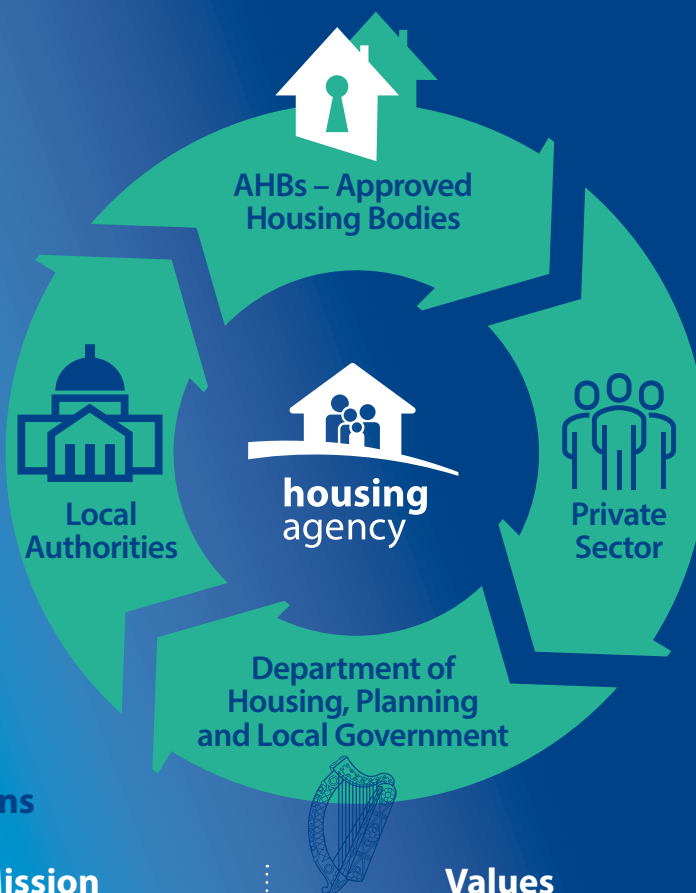 AHBs – Approved
Housing Bodies
Local
Authorities
housing
agency
Private
Sector
Department of
Housing, Planning
and Local Government
Values